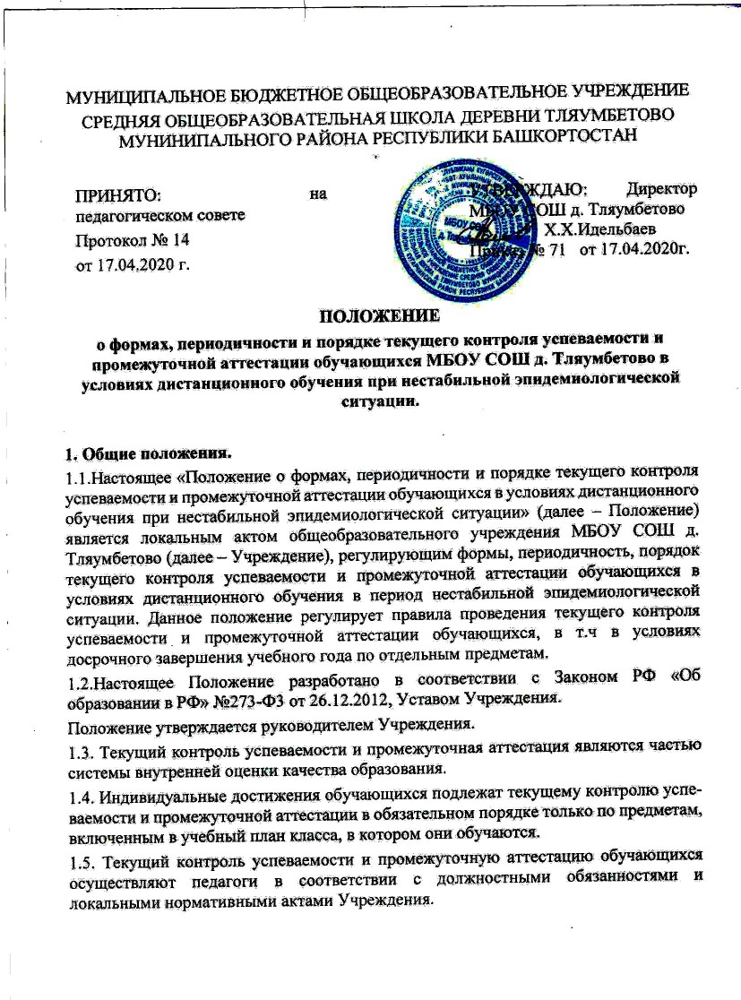 МУНИЦИПАЛЬНОЕ БЮДЖЕТНОЕ ОБЩЕОБРАЗОВАТЕЛЬНОЕ УЧРЕЖДЕНИЕ
СРЕДНЯЯ ОБЩЕОБРАЗОВАТЕЛЬНАЯ ШКОЛА ДЕРЕВНИ ТЛЯУМБЕТОВО
МУНИНИПАЛЬНОГО РАЙОНА РЕСПУБЛИКИ БАШКОРТОСТАН
ПРИНЯТО: на
педагогическом совете
Протокол № 14
от 17.04.2020 г.
УТВЕРЖДАЮ: Директор
МБОУ СОШ д. Тляумбетово
Х.Х.Идельбаев
Приказ № 71 от 17.04.2020г.
ПОЛОЖЕНИЕ
о формах, периодичности и порядке текущего контроля успеваемости и
промежуточной аттестации обучающихся МБОУ СОШ д. Тляумбетово в
условиях дистанционного обучения при нестабильной эпидемиологической
ситуации.
1. Общие положения.
1.1.Настоящее «Положение о формах, периодичности и порядке текущего контроля
успеваемости и промежуточной аттестации обучающихся в условиях дистанционного
обучения при нестабильной эпидемиологической ситуации» (далее – Положение)
является локальным актом общеобразовательного учреждения МБОУ СОШ д.
Тляумбетово (далее – Учреждение), регулирующим формы, периодичность, порядок
текущего контроля успеваемости и промежуточной аттестации обучающихся в
условиях дистанционного обучения в период нестабильной эпидемиологической
ситуации. Данное положение регулирует правила проведения текущего контроля
успеваемости и промежуточной аттестации обучающихся, в т.ч в условиях
досрочного завершения учебного года по отдельным предметам.
1.2.Настоящее Положение разработано в соответствии с Законом РФ «Об
образовании в РФ» №273-ФЗ от 26.12.2012, Уставом Учреждения.
Положение утверждается руководителем Учреждения.
1.3. Текущий контроль успеваемости и промежуточная аттестация являются частью
системы внутренней оценки качества образования.
1.4. Индивидуальные достижения обучающихся подлежат текущему контролю успе-
ваемости и промежуточной аттестации в обязательном порядке только по предметам,
включенным в учебный план класса, в котором они обучаются.
1.5. Текущий контроль успеваемости и промежуточную аттестацию обучающихся
осуществляют педагоги в соответствии с должностными обязанностями и
локальными нормативными актами Учреждения.